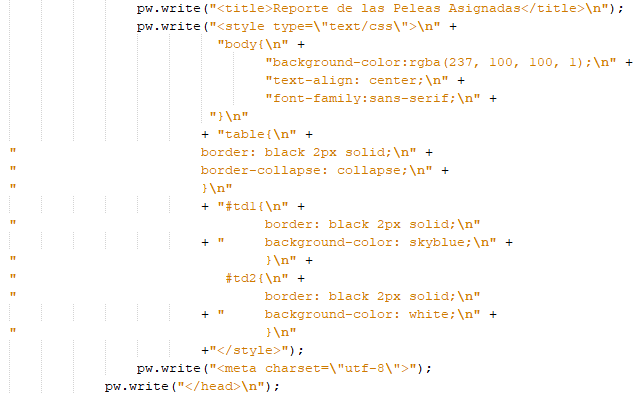 pw.write("<title>Reporte de las Peleas Asignadas</title>\n");
pw.write("<style type=\"text/css\">\n" +
"body{\n" +
"background-color:rgba(237, 100, 100, 1);\n" +
"text-align: center;\n" +
"font-family:sans-serif;\n" +
"}\n"
+ "table{\n" +
" border: black 2px solid;\n" +
" border-collapse: collapse;\n" +
" }\n"
+ "#td1{\n" +
" border: black 2px solid;\n"
+ " background-color: skyblue;\n" +
" }\n" +
" #td2{\n" +
" border: black 2px solid;\n"
+ " background-color: white;\n" +
" }\n"
+"</style>");
pw.write("<meta charset=\"utf-8\">");
pw.write("</head>\n");